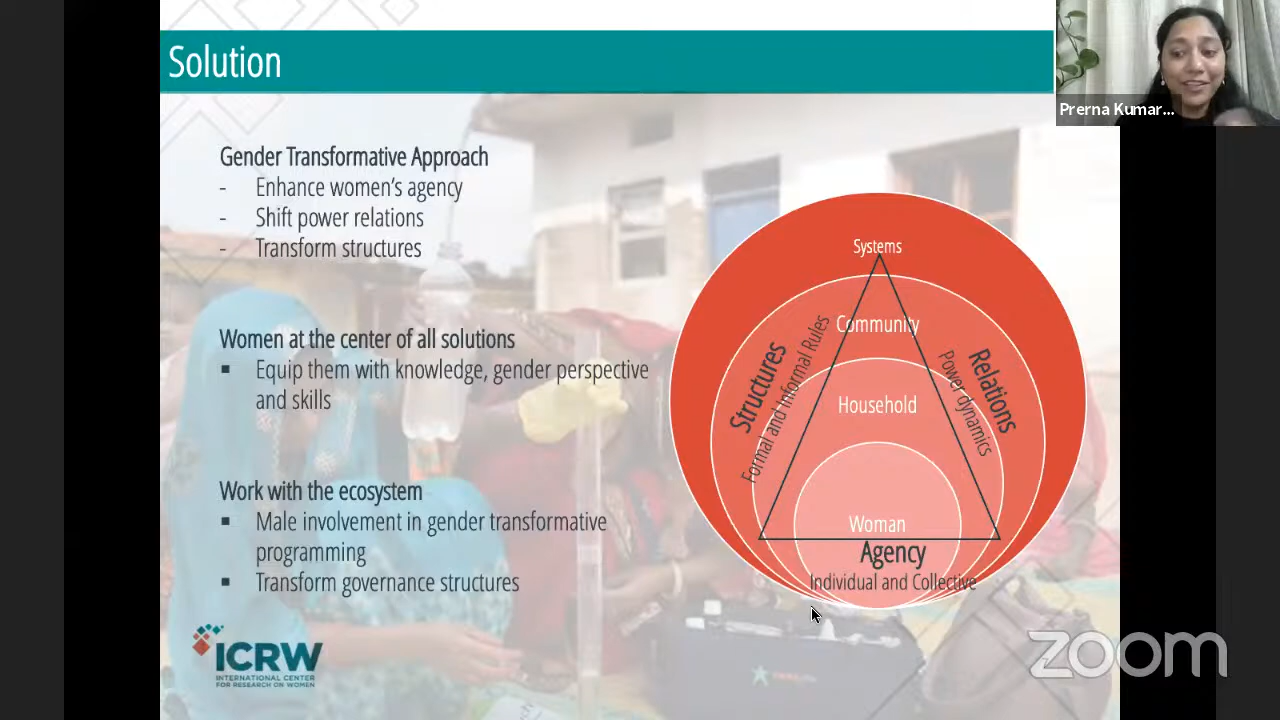 Solution
Prerna Kumar...
Gender Transformative Approach
- Enhance women's agency
- Shift power relations
- Transform structures
Women at the center of all solutions
▪ Equip them with knowledge, gender perspective
and skills
Work with the ecosystem
▪ Male involvement in gender transformative
programming
▪ Transform governance structures
Systems
Community
Structures
Formal and Informal Rules
Relations
Power dynamics
Household
Woman
Agency
Individual and Collective
ICRW
INTERNATIONAL CENTER
FOR RESEARCH ON WOMEN
zoom